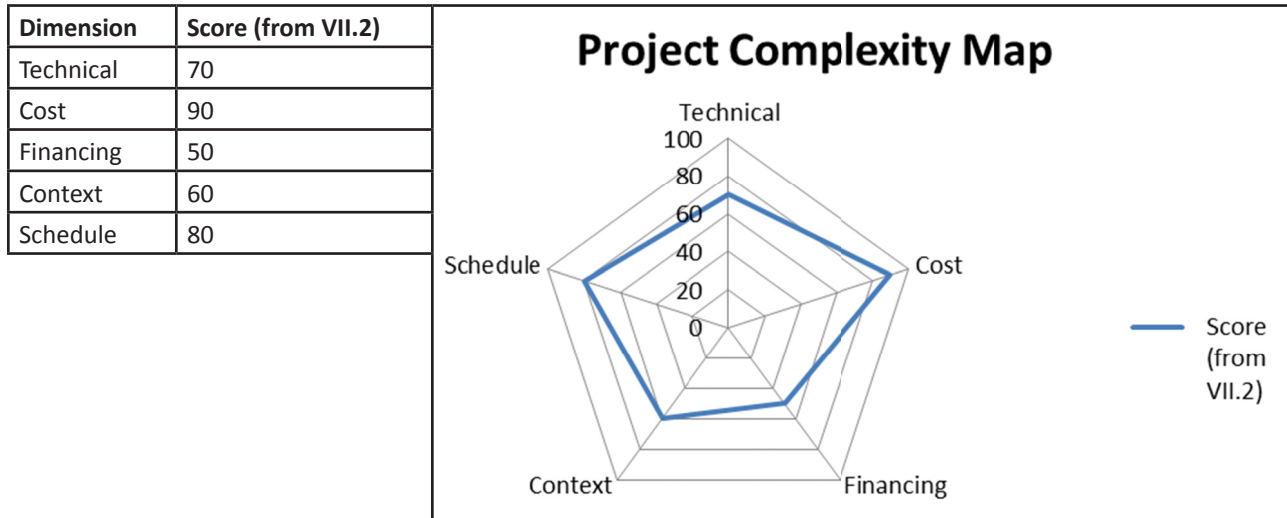 Dimension Score (from VII.2)
Technical 70
Cost 90
Financing 50
Context 60
Schedule 80
Project Complexity Map
Technical
100
80
60
40
20
0
Schedule
Cost
Context
Financing
Score
(from
VII.2)